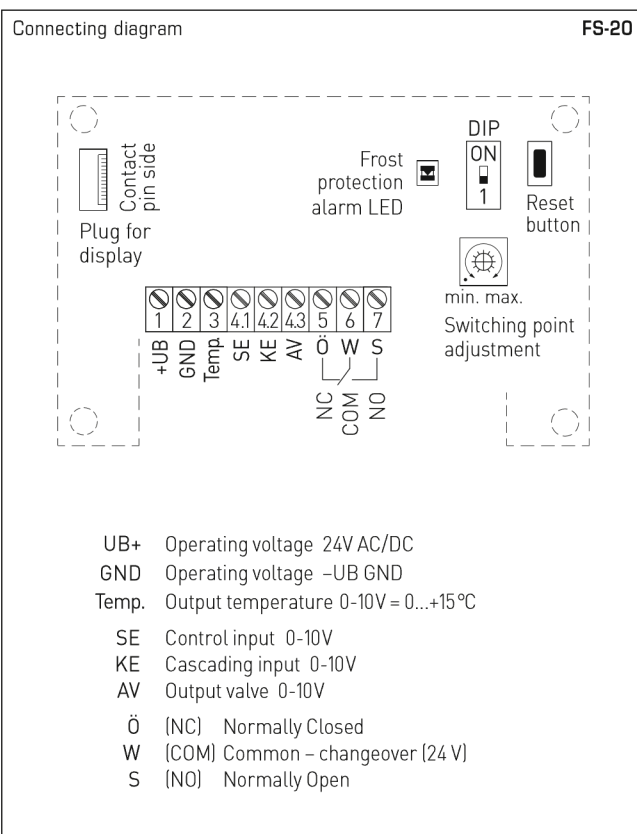 Connecting diagram FS-20
DIP
ON
1
Contact
pin side
Plug for
display
Frost
protection
alarm LED
Reset
button
min. max.
Switching point
adjustment
1 2 3 4.1 4.2 4.3 5 6 7
+UB GND Temp. SE KE AV Ö W S
NC COM NO
UB+ Operating voltage 24V AC/DC
GND Operating voltage –UB GND
Temp. Output temperature 0-10V = 0...+15°C
SE Control input 0-10V
KE Cascading input 0-10V
AV Output valve 0-10V
Ö (NC) Normally Closed
W (COM) Common – changeover (24 V)
S (NO) Normally Open